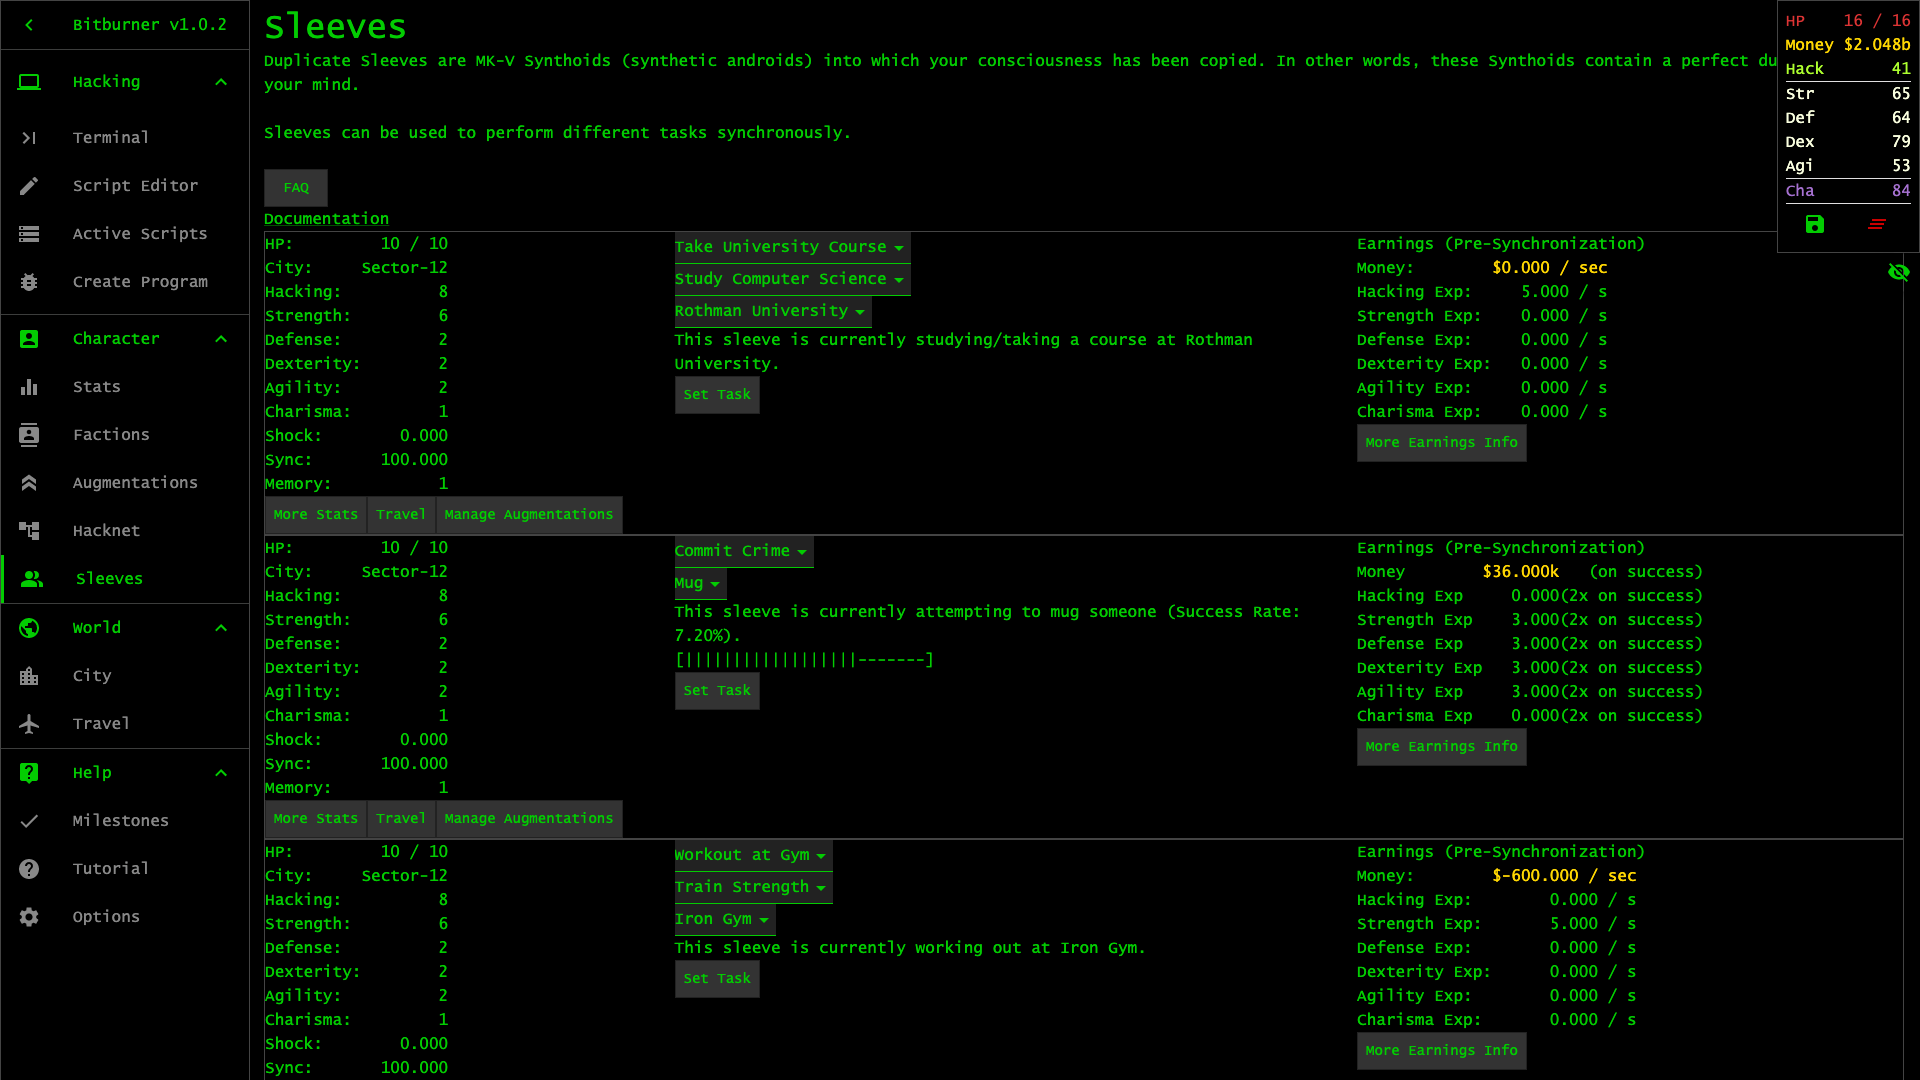 Bitburner v1.0.2
Hacking
Terminal
Script Editor
Active Scripts
Create Program
Character
Stats
Factions
Augmentations
Hacknet
Sleeves
World
City
Travel
Help
Milestones
Tutorial
Options
Sleeves
Duplicate Sleeves are MK-V Synthoids (synthetic androids) into which your consciousness has been copied. In other words, these Synthoids contain a perfect du
your mind.
Sleeves can be used to perform different tasks synchronously.
FAQ
Documentation
HP: 10 / 10
City: Sector-12
Hacking: 8
Strength: 6
Defense: 2
Dexterity: 2
Agility: 2
Charisma: 1
Shock: 0.000
Sync: 100.000
Memory: 1
More Stats Travel Manage Augmentations
Take University Course
Study Computer Science
Rothman University
This sleeve is currently studying/taking a course at Rothman
University.
Set Task
Earnings (Pre-Synchronization)
Money: $0.000 / sec
Hacking Exp: 5.000 / s
Strength Exp: 0.000 / s
Defense Exp: 0.000 / s
Dexterity Exp: 0.000 / s
Agility Exp: 0.000 / s
Charisma Exp: 0.000 / s
More Earnings Info
HP: 10 / 10
City: Sector-12
Hacking: 8
Strength: 6
Defense: 2
Dexterity: 2
Agility: 2
Charisma: 1
Shock: 0.000
Sync: 100.000
Memory: 1
More Stats Travel Manage Augmentations
Commit Crime
Mug
This sleeve is currently attempting to mug someone (Success Rate:
7.20%).
[||||||||||||||||||-------]
Set Task
Earnings (Pre-Synchronization)
Money $36.000k (on success)
Hacking Exp 0.000(2x on success)
Strength Exp 3.000(2x on success)
Defense Exp 3.000(2x on success)
Dexterity Exp 3.000(2x on success)
Agility Exp 3.000(2x on success)
Charisma Exp 0.000(2x on success)
More Earnings Info
HP: 10 / 10
City: Sector-12
Hacking: 8
Strength: 6
Defense: 2
Dexterity: 2
Agility: 2
Charisma: 1
Shock: 0.000
Sync: 100.000
Workout at Gym
Train Strength
Iron Gym
This sleeve is currently working out at Iron Gym.
Set Task
Earnings (Pre-Synchronization)
Money: $-600.000 / sec
Hacking Exp: 0.000 / s
Strength Exp: 5.000 / s
Defense Exp: 0.000 / s
Dexterity Exp: 0.000 / s
Agility Exp: 0.000 / s
Charisma Exp: 0.000 / s
More Earnings Info
HP 16 / 16
Money $2.048b
Hack 41
Str 65
Def 64
Dex 79
Agi 53
Cha 84